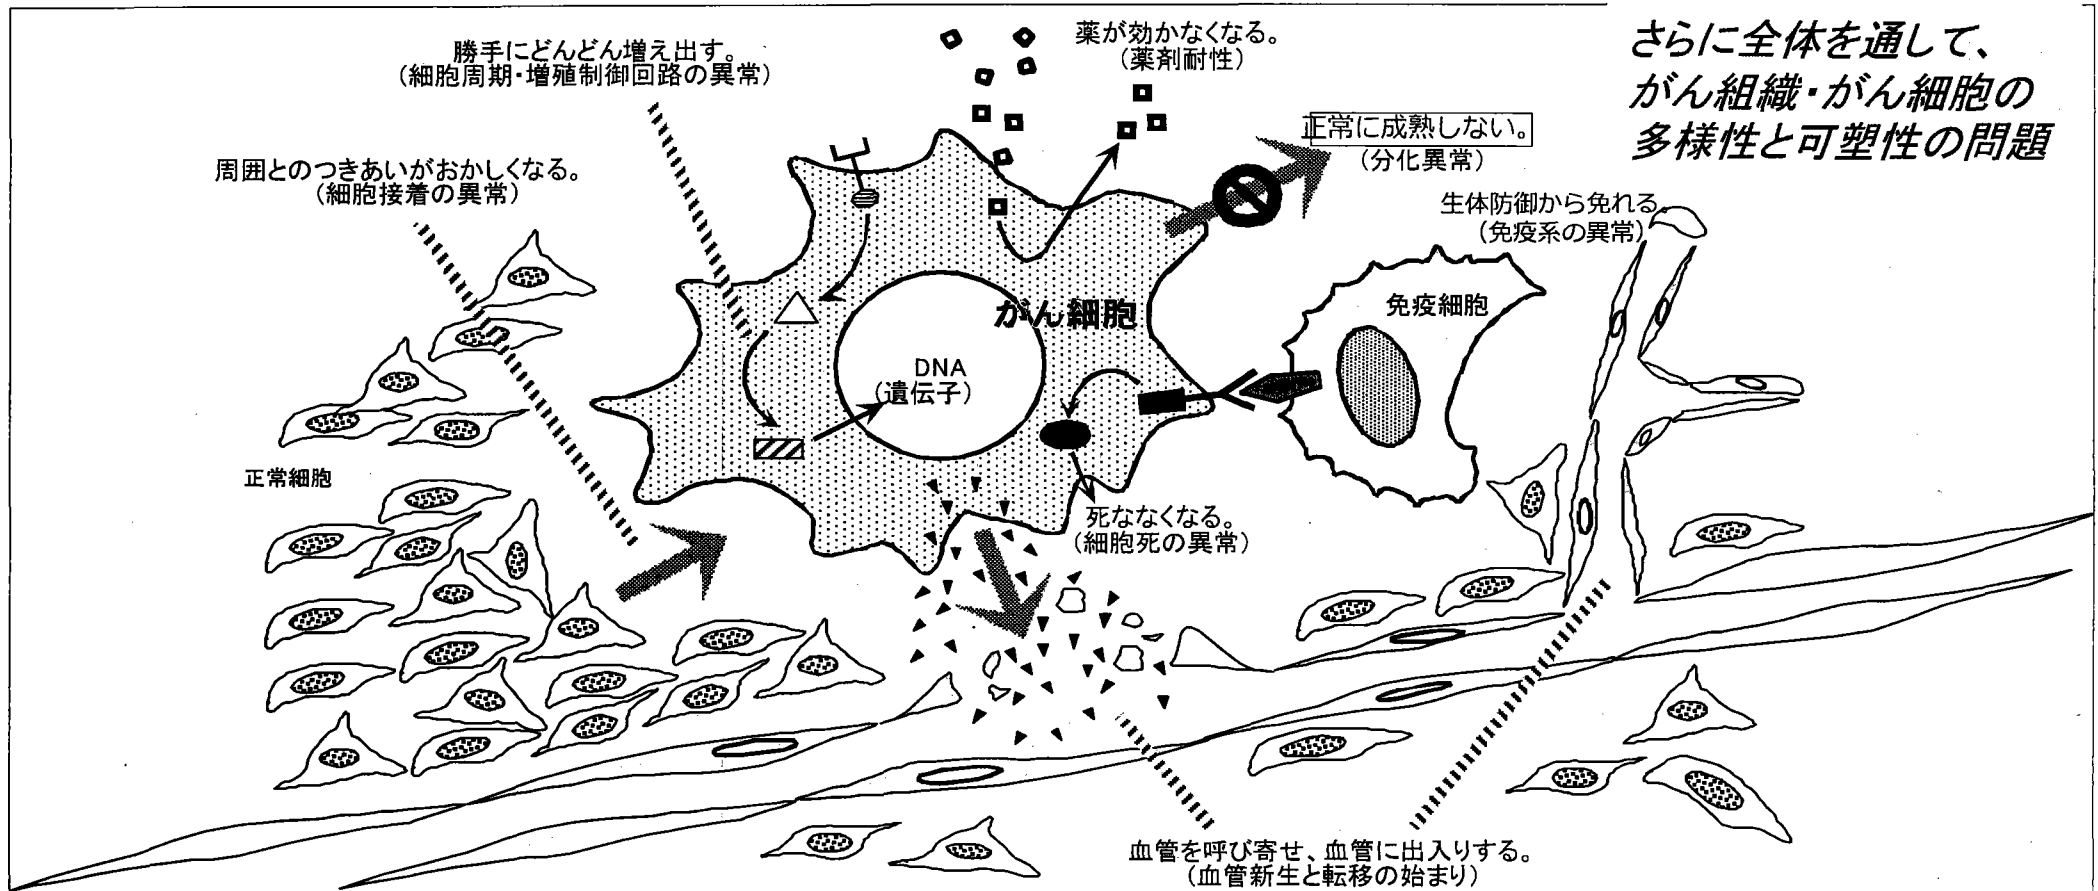 さらに全体を通して、
がん組織・がん細胞の
多様性と可塑性の問題
薬が効かなくなる。
(薬剤耐性)
勝手にどんどん増え出す。
(細胞周期・増殖制御回路の異常)
正常に成熟しない。
(分化異常)
周囲とのつきあいがおかしくなる。
(細胞接着の異常)
生体防御から免れる。
(免疫系の異常)
がん細胞
免疫細胞
DNA
(遺伝子)
正常細胞
死ななくなる。
(細胞死の異常)
血管を呼び寄せ、血管に出入りする。
(血管新生と転移の始まり)